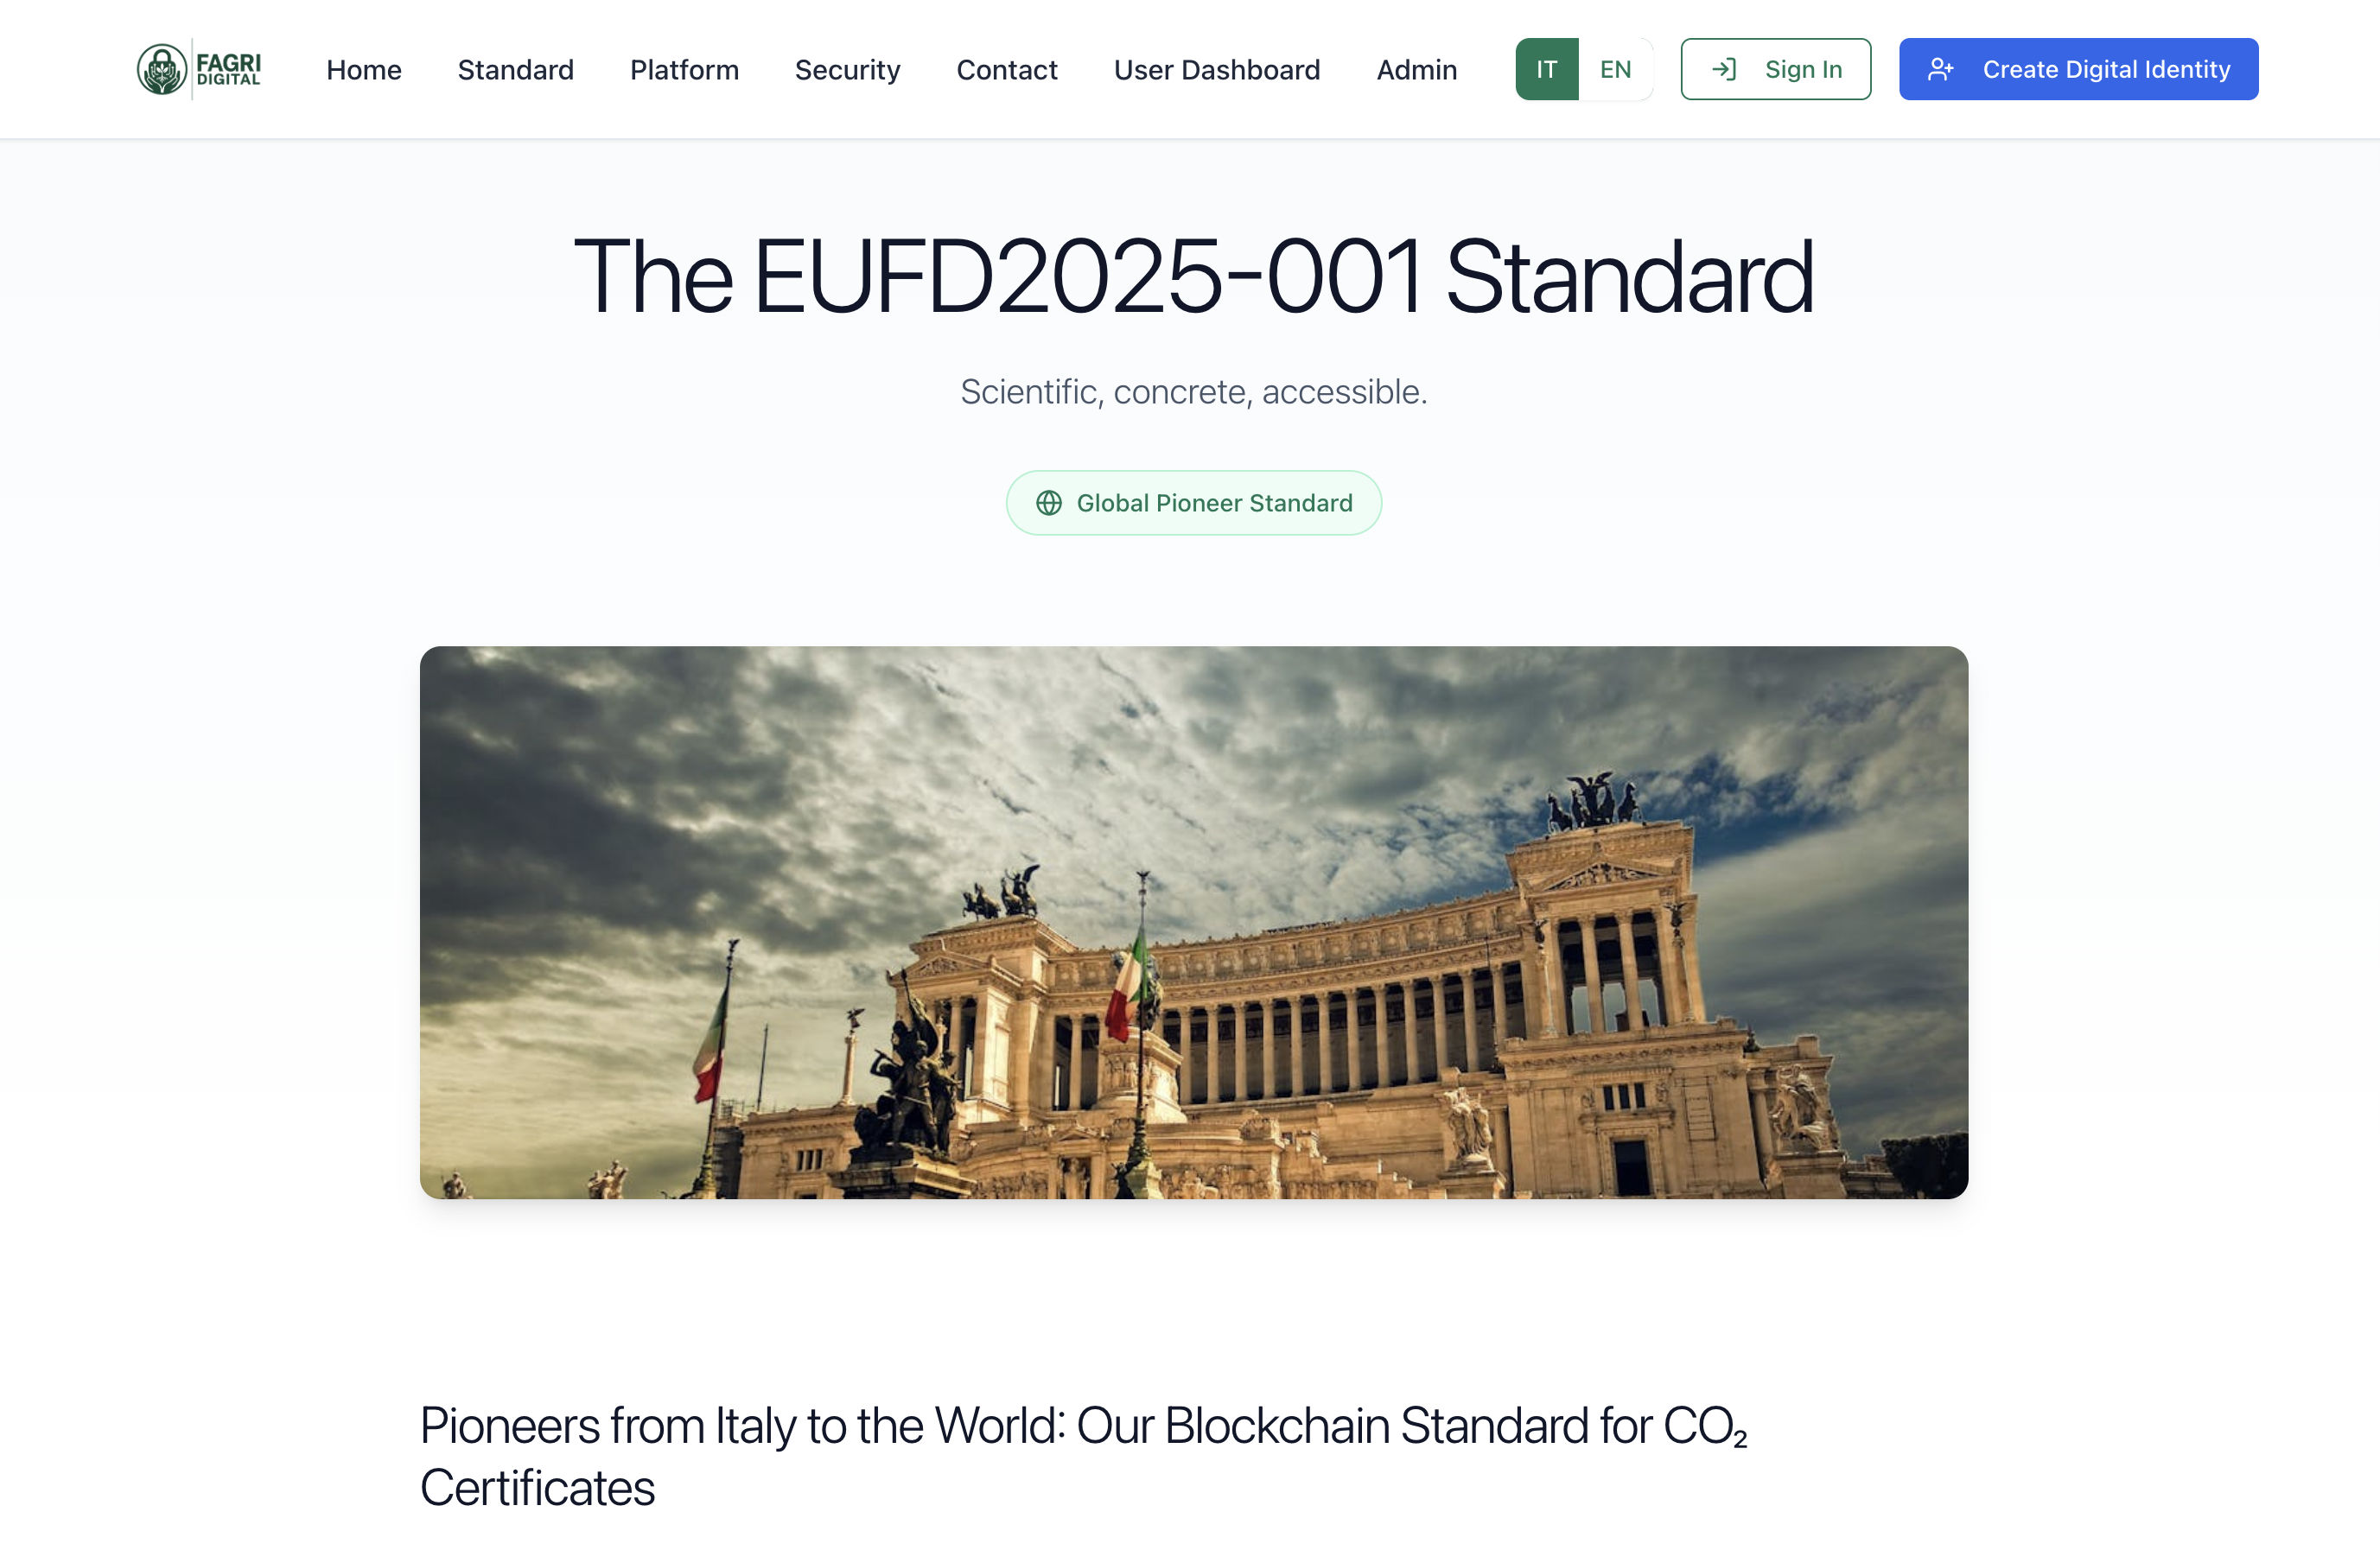 FAGRI
DIGITAL
Home Standard Platform Security Contact User Dashboard Admin IT EN Sign In Create Digital Identity
The EUFD2025-001 Standard
Scientific, concrete, accessible.
Global Pioneer Standard
Pioneers from Italy to the World: Our Blockchain Standard for CO₂
Certificates